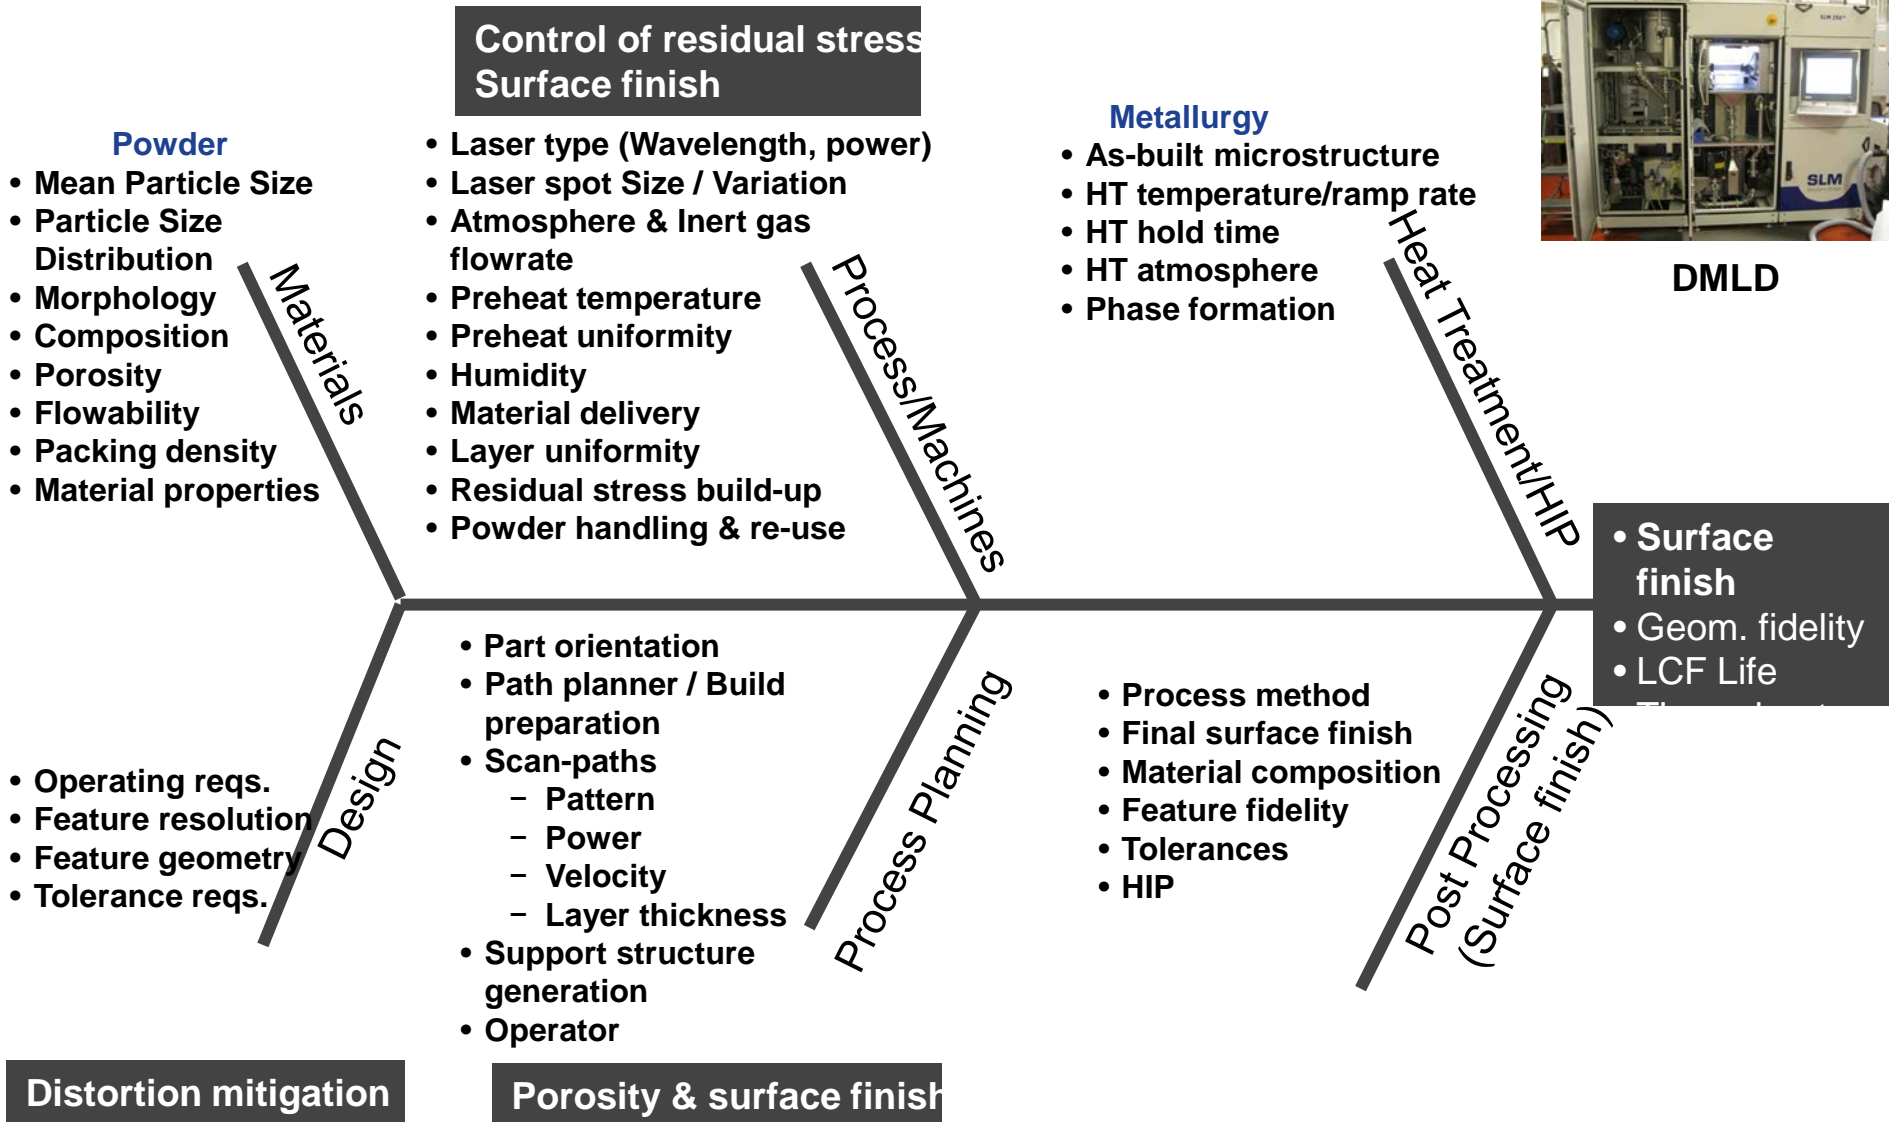 Control of residual stress
Surface finish
Powder
• Mean Particle Size
• Particle Size
Distribution
• Morphology
• Composition
• Porosity
• Flowability
• Packing density
• Material properties
Materials
• Laser type (Wavelength, power)
• Laser spot Size / Variation
• Atmosphere & Inert gas
flowrate
• Preheat temperature
• Preheat uniformity
• Humidity
• Material delivery
• Layer uniformity
• Residual stress build-up
• Powder handling & re-use
Process/Machines
Metallurgy
• As-built microstructure
• HT temperature/ramp rate
• HT hold time
• HT atmosphere
• Phase formation
Heat Treatment/HIP
SLM
DMLD
• Surface
finish
• Geom. fidelity
• LCF Life
• Operating reqs.
• Feature resolution
• Feature geometry
• Tolerance reqs.
Design
• Part orientation
• Path planner / Build
preparation
• Scan-paths
– Pattern
– Power
– Velocity
– Layer thickness
• Support structure
generation
• Operator
Process Planning
• Process method
• Final surface finish
• Material composition
• Feature fidelity
• Tolerances
• HIP
Post Processing
(Surface finish)
Distortion mitigation
Porosity & surface finish